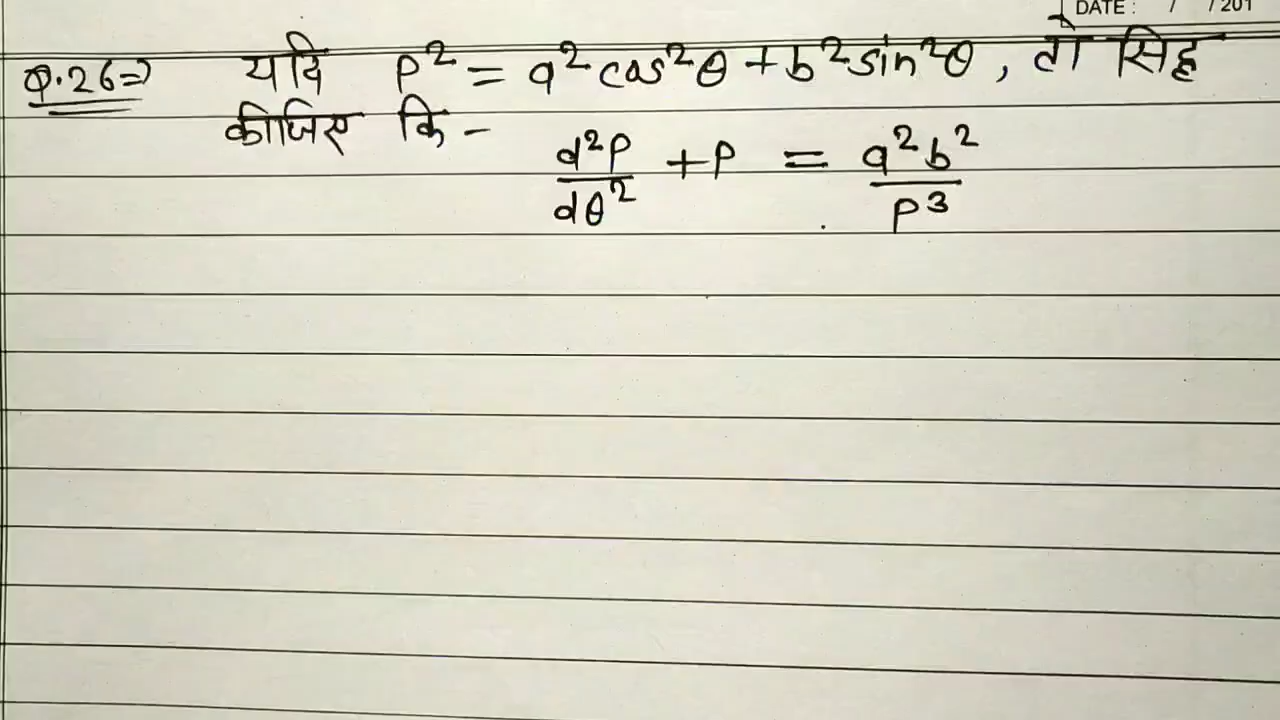 DATE : / / 201
Q.26⇒ यदि P² = a²cos²θ + b²sin²θ, तो सिद्ध
कीजिए कि -
d²P/dθ² + P = a²b²/P³